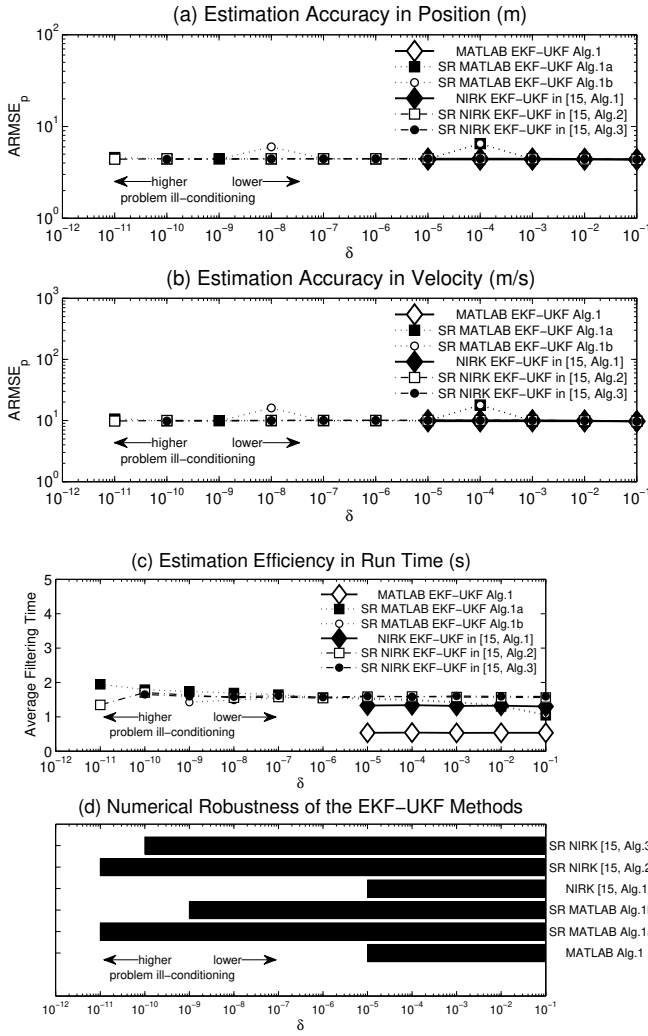 (a) Estimation Accuracy in Position (m)
10^2
10^1
10^0
ARMSE_p
MATLAB EKF−UKF Alg.1
SR MATLAB EKF−UKF Alg.1a
SR MATLAB EKF−UKF Alg.1b
NIRK EKF−UKF in [15, Alg.1]
SR NIRK EKF−UKF in [15, Alg.2]
SR NIRK EKF−UKF in [15, Alg.3]
higher lower
problem ill−conditioning
10^−12 10^−11 10^−10 10^−9 10^−8 10^−7 10^−6 10^−5 10^−4 10^−3 10^−2 10^−1
δ
(b) Estimation Accuracy in Velocity (m/s)
10^3
10^2
10^1
10^0
ARMSE_p
MATLAB EKF−UKF Alg.1
SR MATLAB EKF−UKF Alg.1a
SR MATLAB EKF−UKF Alg.1b
NIRK EKF−UKF in [15, Alg.1]
SR NIRK EKF−UKF in [15, Alg.2]
SR NIRK EKF−UKF in [15, Alg.3]
higher lower
problem ill−conditioning
10^−12 10^−11 10^−10 10^−9 10^−8 10^−7 10^−6 10^−5 10^−4 10^−3 10^−2 10^−1
δ
(c) Estimation Efficiency in Run Time (s)
5
4
3
2
1
0
Average Filtering Time
MATLAB EKF−UKF Alg.1
SR MATLAB EKF−UKF Alg.1a
SR MATLAB EKF−UKF Alg.1b
NIRK EKF−UKF in [15, Alg.1]
SR NIRK EKF−UKF in [15, Alg.2]
SR NIRK EKF−UKF in [15, Alg.3]
higher lower
problem ill−conditioning
10^−12 10^−11 10^−10 10^−9 10^−8 10^−7 10^−6 10^−5 10^−4 10^−3 10^−2 10^−1
δ
(d) Numerical Robustness of the EKF−UKF Methods
SR NIRK [15, Alg.3
SR NIRK [15, Alg.2
NIRK [15, Alg.1
SR MATLAB Alg.1
SR MATLAB Alg.1
MATLAB Alg.1
higher lower
problem ill−conditioning
10^−12 10^−11 10^−10 10^−9 10^−8 10^−7 10^−6 10^−5 10^−4 10^−3 10^−2 10^−1
δ